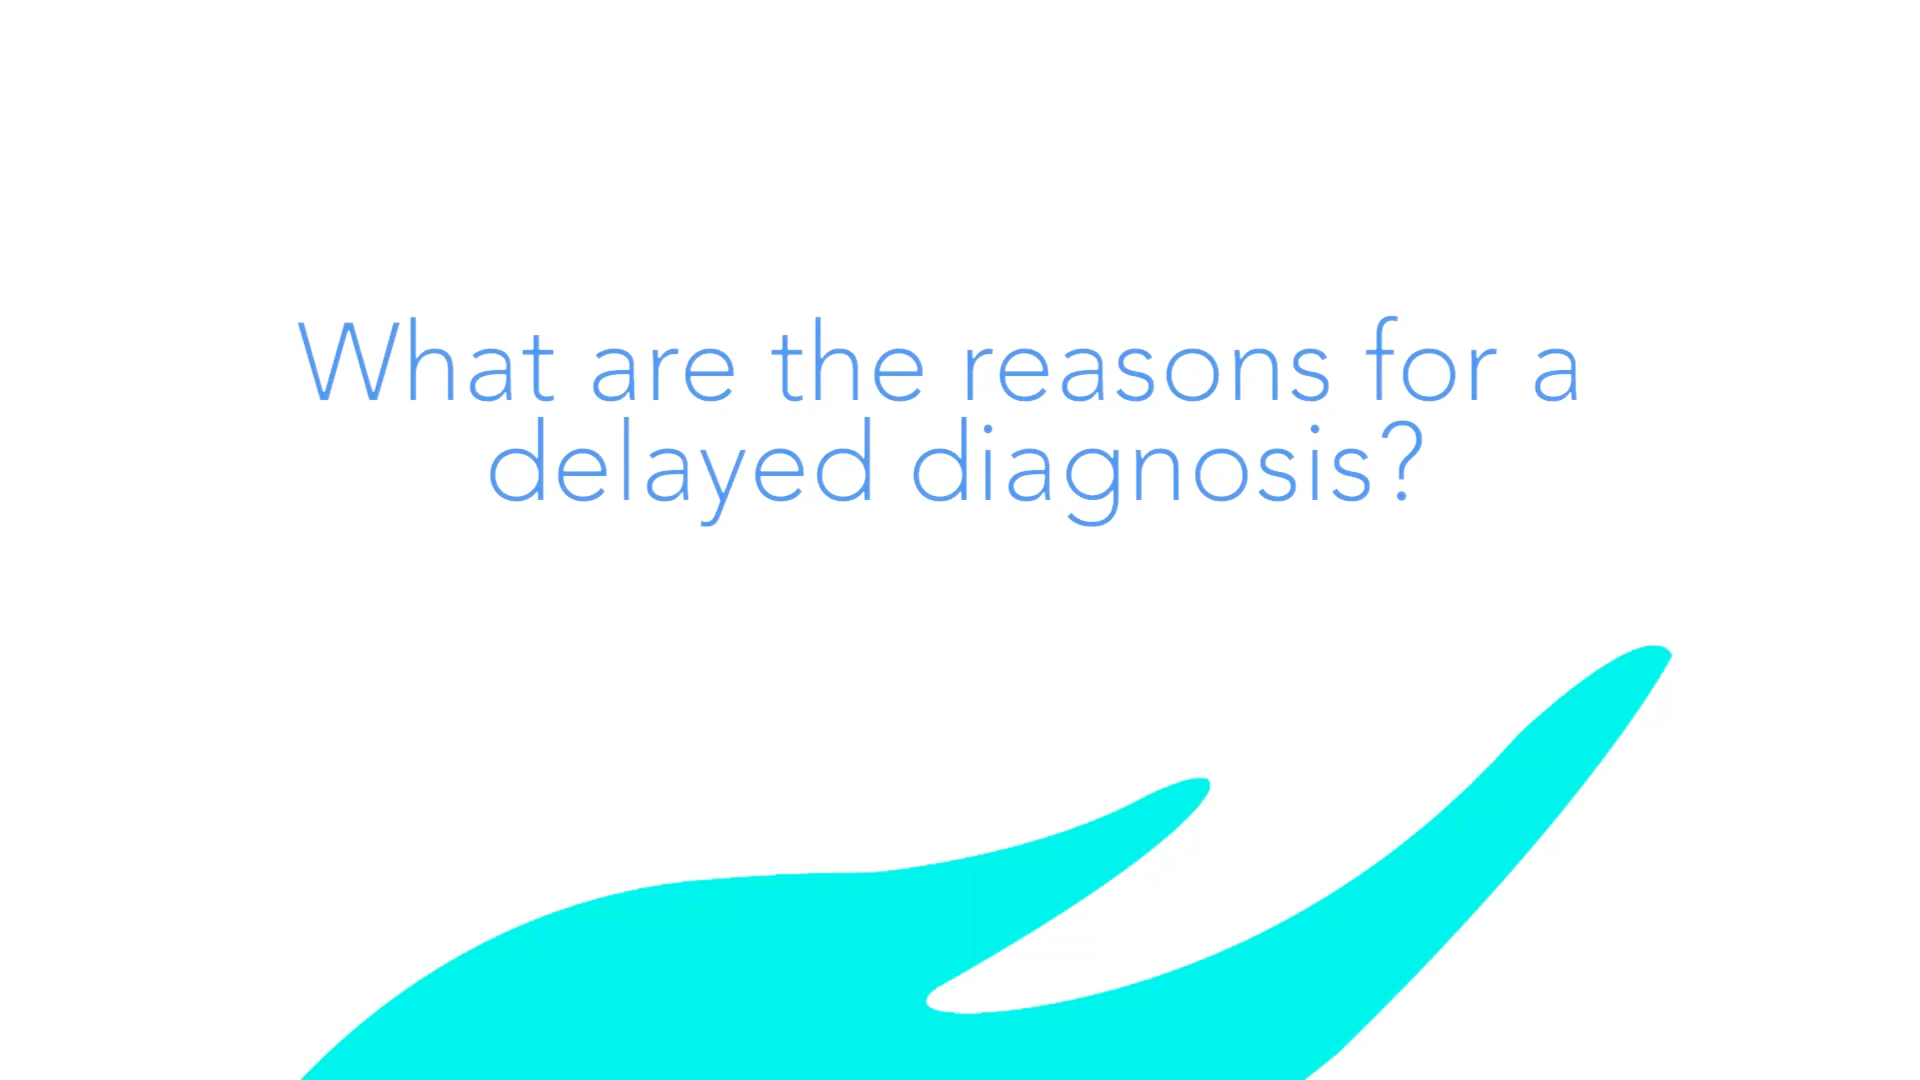 What are the reasons for a
delayed diagnosis?